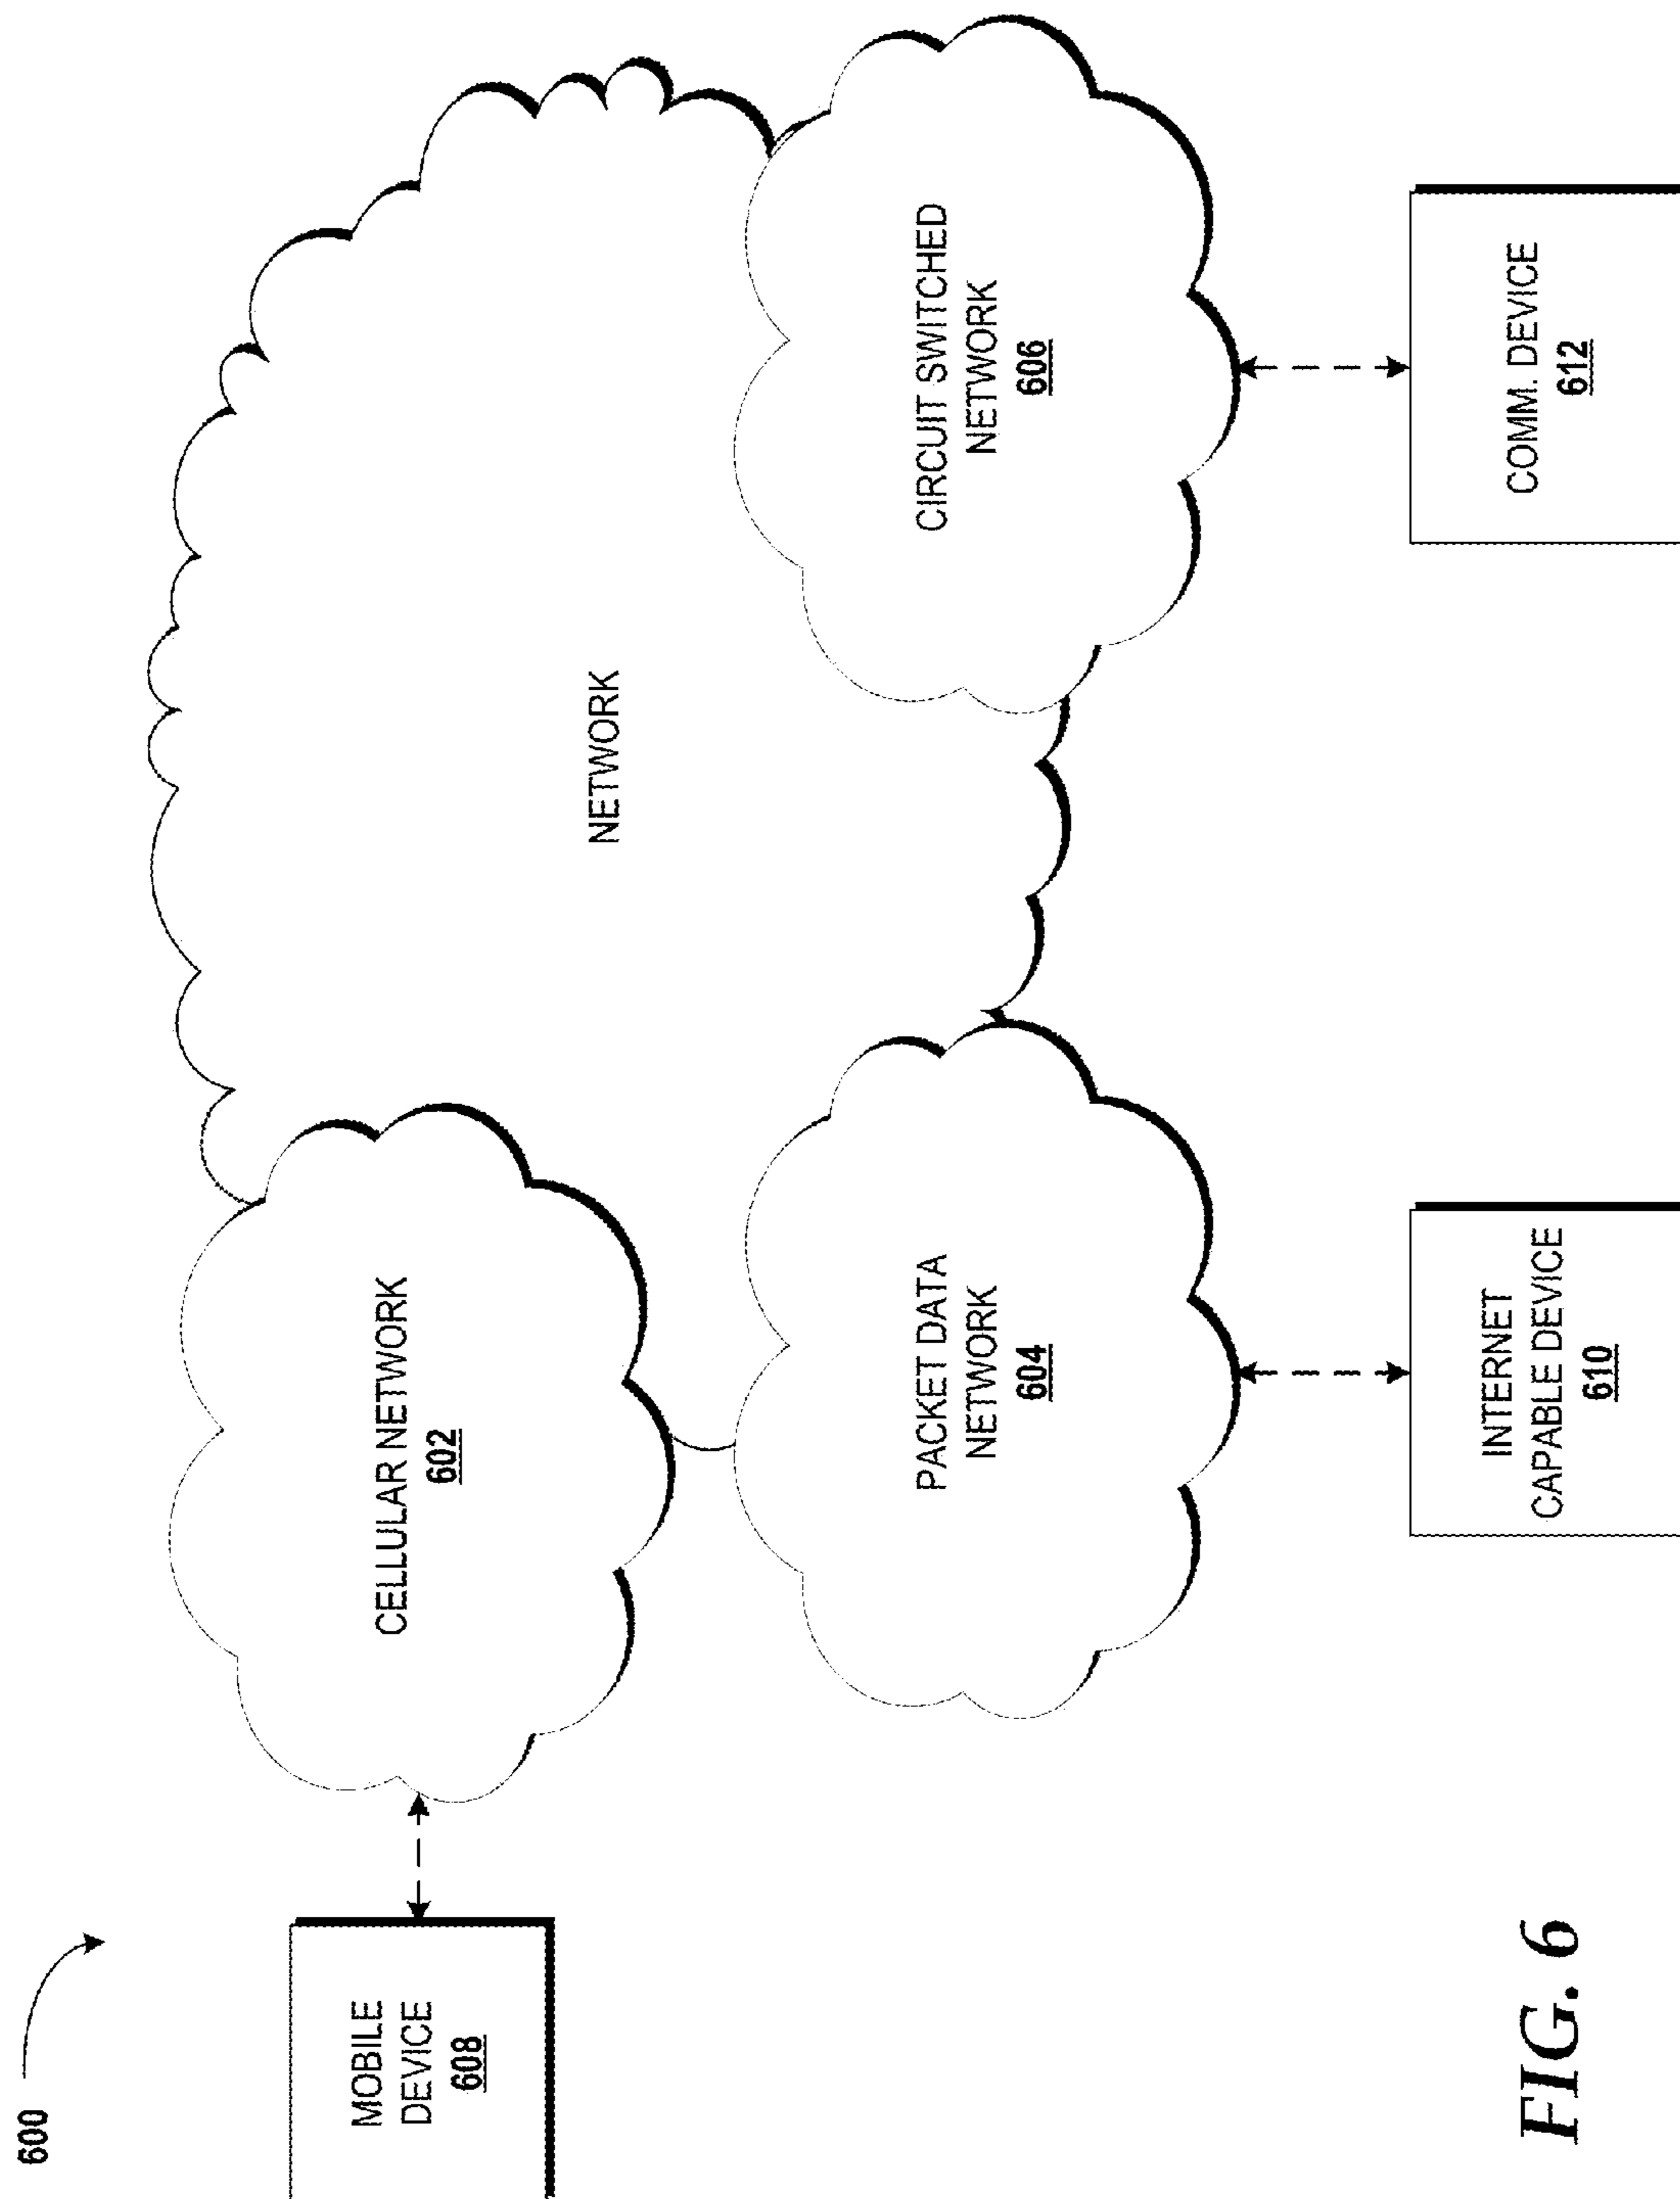 600
MOBILE
DEVICE
608
CELLULAR NETWORK
602
NETWORK
PACKET DATA
NETWORK
604
CIRCUIT SWITCHED
NETWORK
606
INTERNET
CAPABLE DEVICE
610
COMM. DEVICE
612
FIG. 6